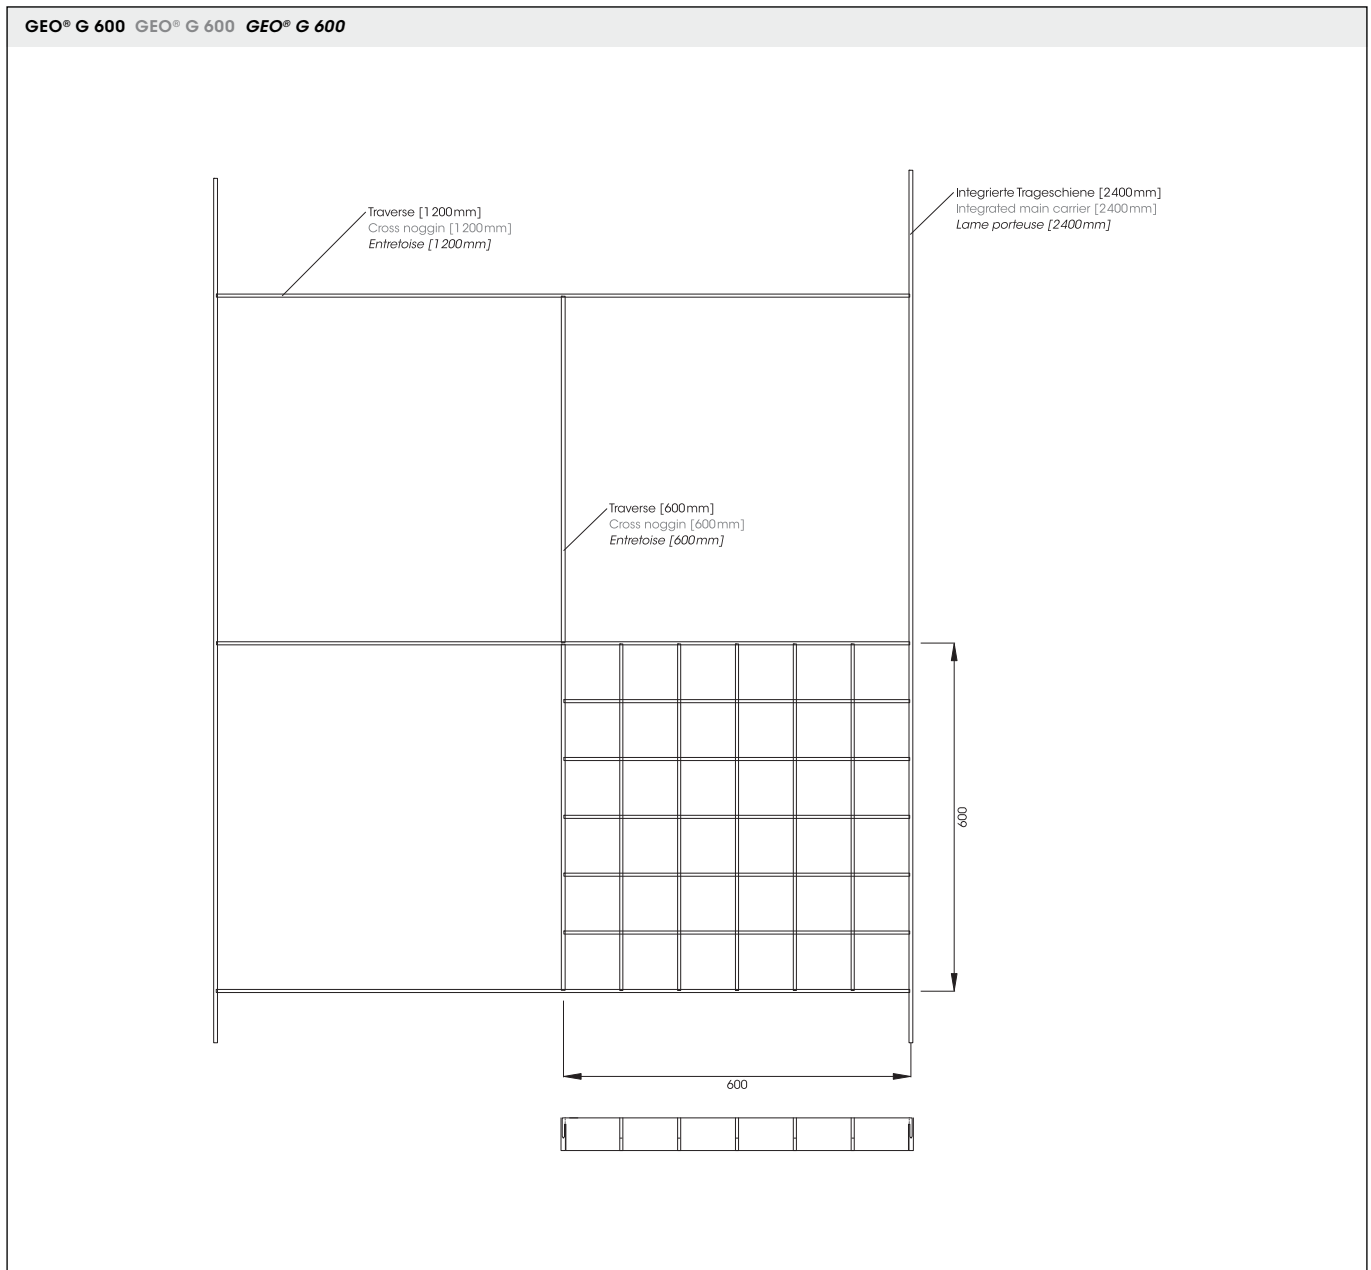 GEO® G 600 GEO® G 600 GEO® G 600
Integrierte Trageschiene [2400mm]
Integrated main carrier [2400mm]
Lame porteuse [2400mm]
Traverse [1200mm]
Cross noggin [1200mm]
Entretoise [1200mm]
Traverse [600mm]
Cross noggin [600mm]
Entretoise [600mm]
600
600